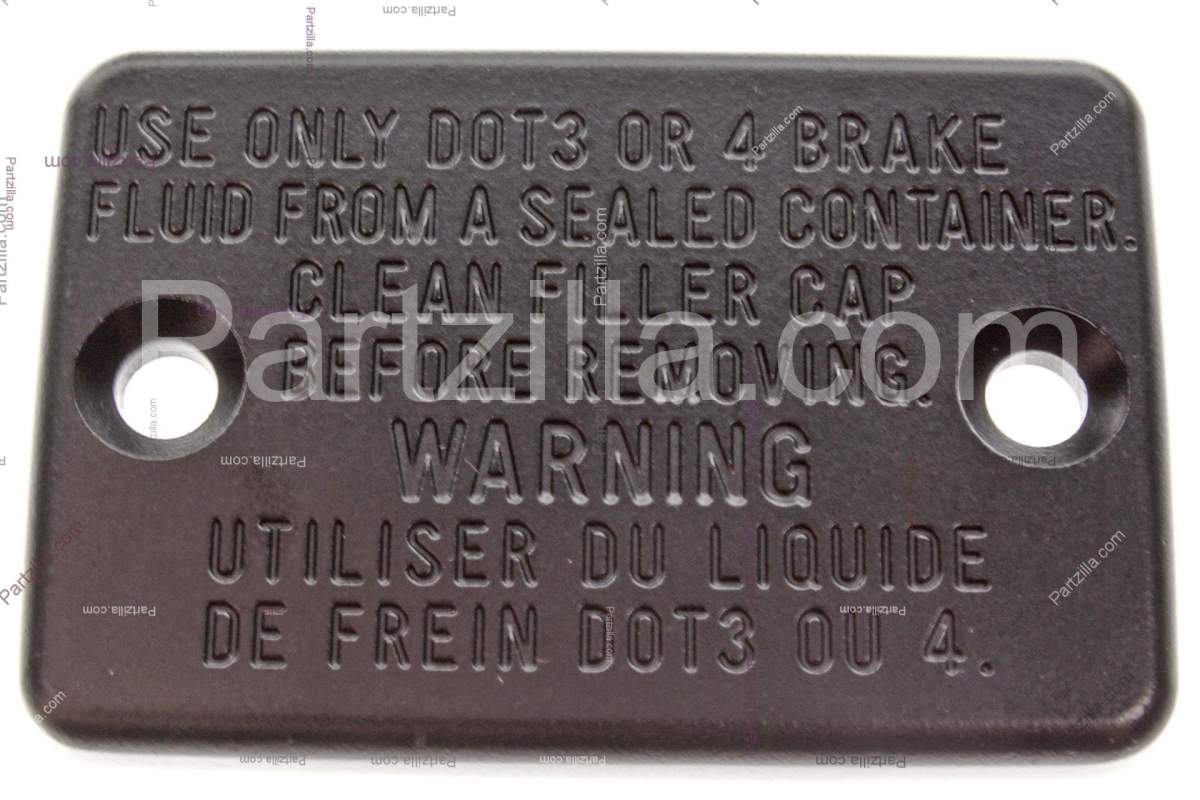 USE ONLY DOT3 OR 4 BRAKE
FLUID FROM A SEALED CONTAINER.
CLEAN FILLER CAP
BEFORE REMOVING.
WARNING
UTILISER DU LIQUIDE
DE FREIN DOT3 OU 4.
Partzilla.com